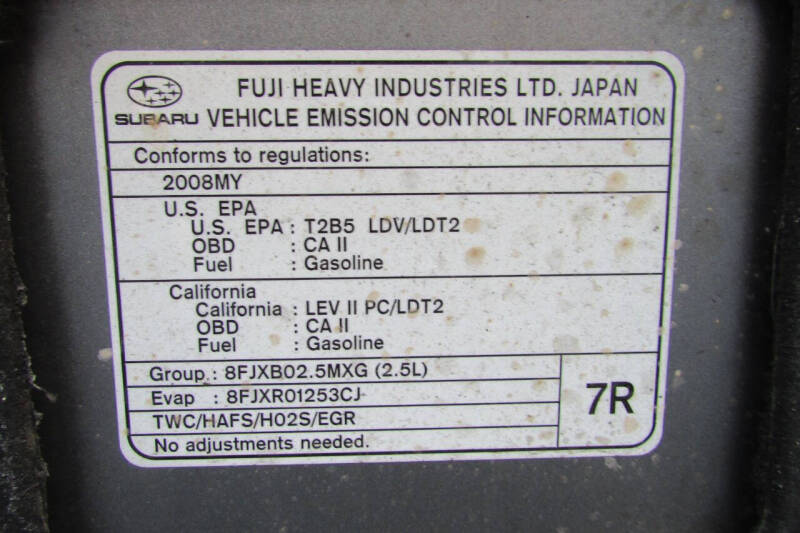 FUJI HEAVY INDUSTRIES LTD. JAPAN
SUBARU VEHICLE EMISSION CONTROL INFORMATION
Conforms to regulations:
2008MY
U.S. EPA
U.S. EPA : T2B5 LDV/LDT2
OBD : CA II
Fuel : Gasoline
California
California : LEV II PC/LDT2
OBD : CA II
Fuel : Gasoline
Group : 8FJXB02.5MXG (2.5L)
Evap : 8FJXR01253CJ
7R
TWC/HAFS/H02S/EGR
No adjustments needed.